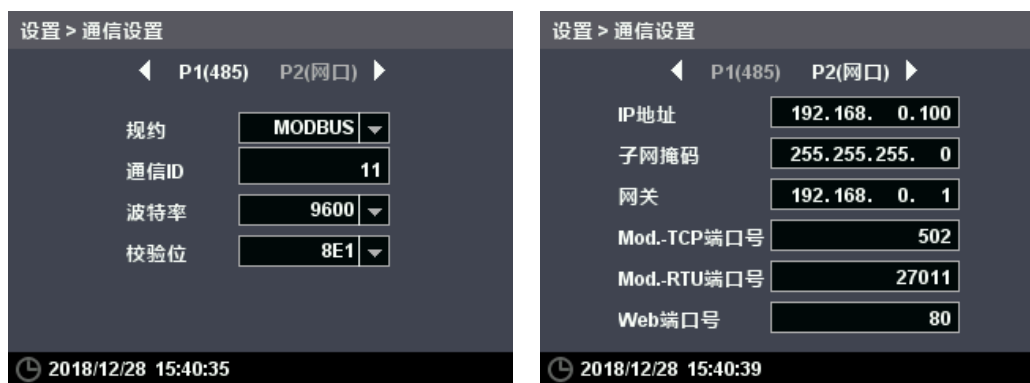 设置 > 通信设置
P1(485) P2(网口)
规约 MODBUS
通信ID 11
波特率 9600
校验位 8E1
2018/12/28 15:40:35
设置 > 通信设置
P1(485) P2(网口)
IP地址 192.168. 0.100
子网掩码 255.255.255. 0
网关 192.168. 0. 1
Mod.-TCP端口号 502
Mod.-RTU端口号 27011
Web端口号 80
2018/12/28 15:40:39